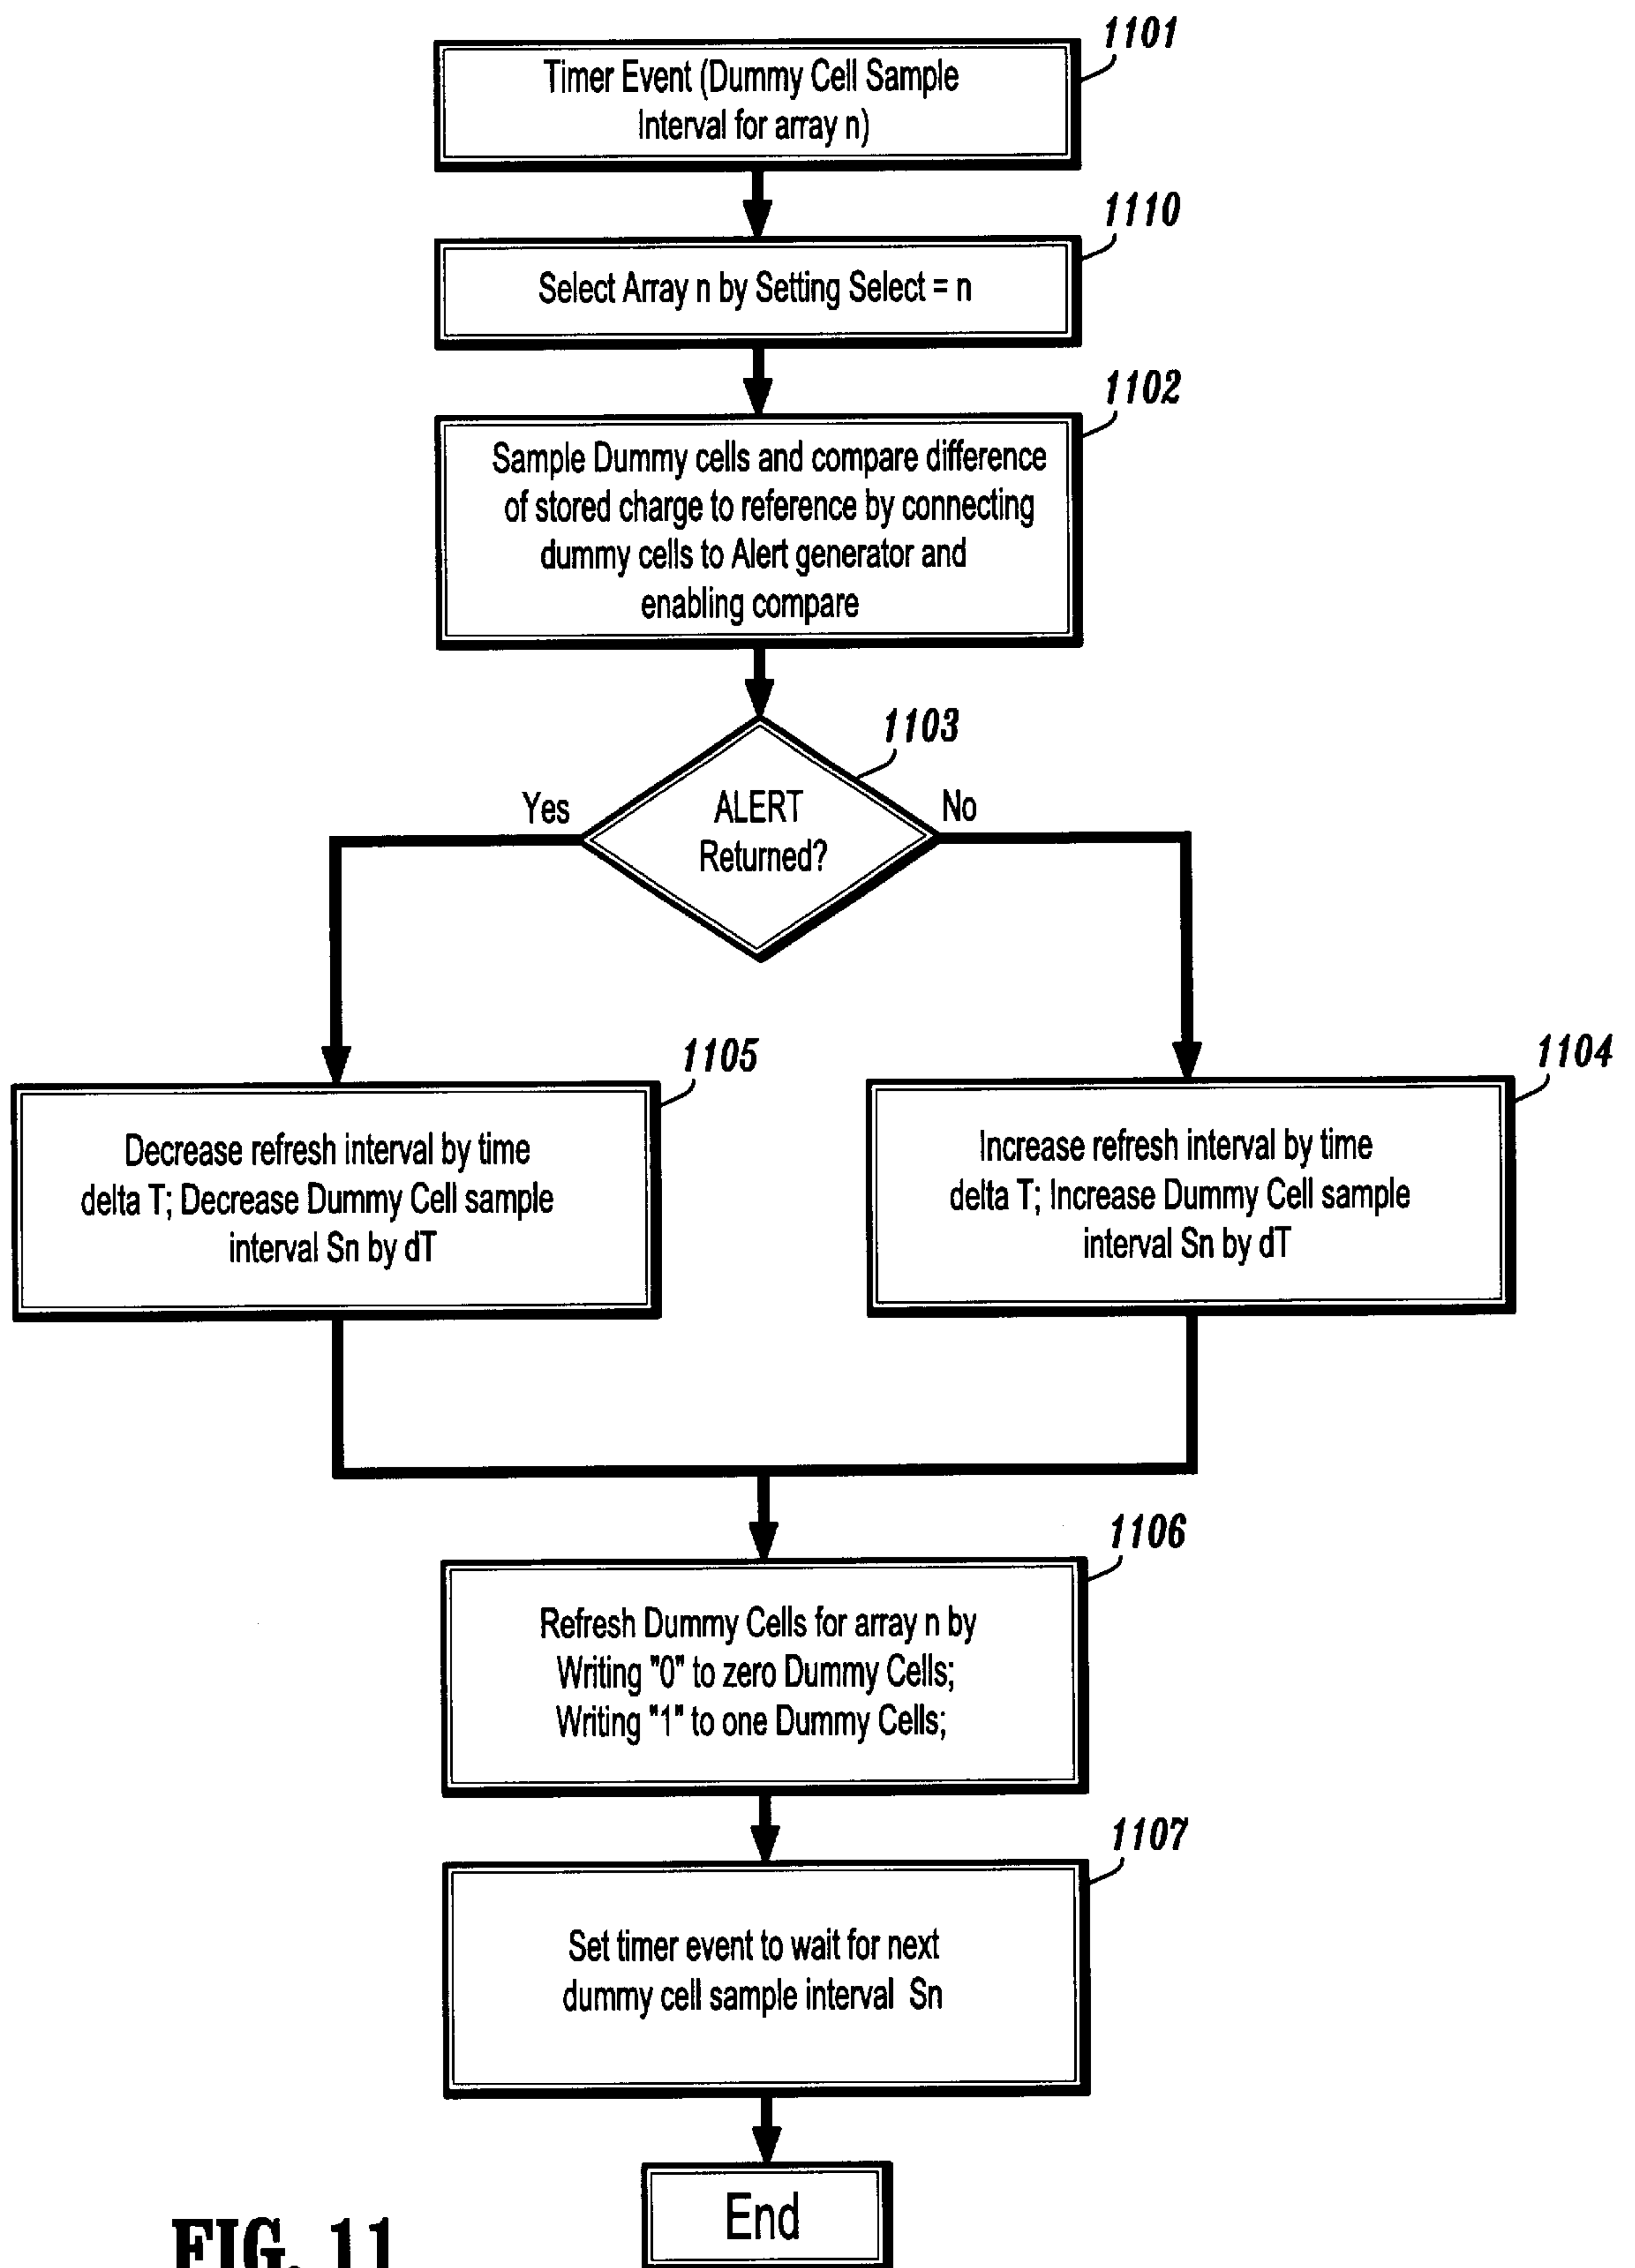 1101
Timer Event (Dummy Cell Sample
Interval for array n)
1110
Select Array n by Setting Select = n
1102
Sample Dummy cells and compare difference
of stored charge to reference by connecting
dummy cells to Alert generator and
enabling compare
1103
Yes
ALERT
Returned?
No
1105
Decrease refresh interval by time
delta T; Decrease Dummy Cell sample
interval Sn by dT
1104
Increase refresh interval by time
delta T; Increase Dummy Cell sample
interval Sn by dT
1106
Refresh Dummy Cells for array n by
Writing "0" to zero Dummy Cells;
Writing "1" to one Dummy Cells;
1107
Set timer event to wait for next
dummy cell sample interval Sn
End
FIG. 11